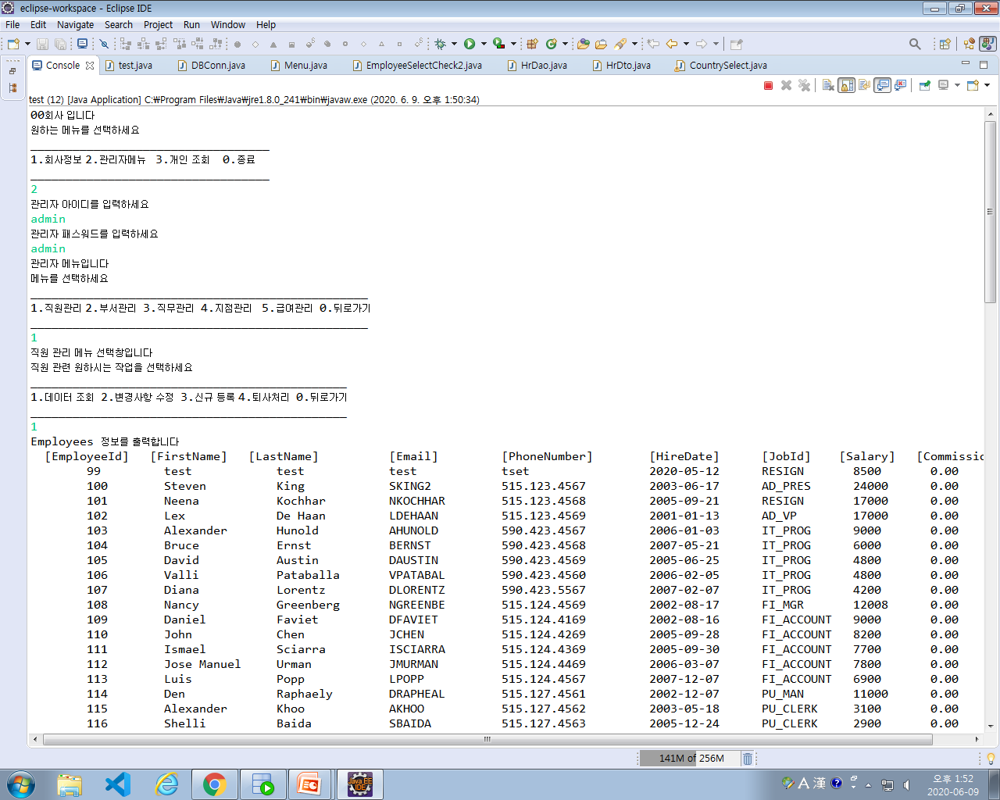 eclipse-workspace - Eclipse IDE
File Edit Navigate Search Project Run Window Help
Console test.java DBConn.java Menu.java EmployeeSelectCheck2.java HrDao.java HrDto.java CountrySelect.java
test (12) [Java Application] C:₩Program Files₩Java₩jre1.8.0_241₩bin₩javaw.exe (2020. 6. 9. 오후 1:50:34)
00회사 입니다
원하는 메뉴를 선택하세요
__________________________________
1.회사정보 2.관리자메뉴 3.개인 조회 0.종료
__________________________________
2
관리자 아이디를 입력하세요
admin
관리자 패스워드를 입력하세요
admin
관리자 메뉴입니다
메뉴를 선택하세요
________________________________________________
1.직원관리 2.부서관리 3.직무관리 4.지점관리 5.급여관리 0.뒤로가기
________________________________________________
1
직원 관리 메뉴 선택창입니다
직원 관련 원하시는 작업을 선택하세요
_____________________________________________
1.데이터 조회 2.변경사항 수정 3.신규 등록 4.퇴사처리 0.뒤로가기
_____________________________________________
1
Employees 정보를 출력합니다
[EmployeeId] [FirstName] [LastName] [Email] [PhoneNumber] [HireDate] [JobId] [Salary] [Commissic
99 test test test tset 2020-05-12 RESIGN 8500 0.00
100 Steven King SKING2 515.123.4567 2003-06-17 AD_PRES 24000 0.00
101 Neena Kochhar NKOCHHAR 515.123.4568 2005-09-21 RESIGN 17000 0.00
102 Lex De Haan LDEHAAN 515.123.4569 2001-01-13 AD_VP 17000 0.00
103 Alexander Hunold AHUNOLD 590.423.4567 2006-01-03 IT_PROG 9000 0.00
104 Bruce Ernst BERNST 590.423.4568 2007-05-21 IT_PROG 6000 0.00
105 David Austin DAUSTIN 590.423.4569 2005-06-25 IT_PROG 4800 0.00
106 Valli Pataballa VPATABAL 590.423.4560 2006-02-05 IT_PROG 4800 0.00
107 Diana Lorentz DLORENTZ 590.423.5567 2007-02-07 IT_PROG 4200 0.00
108 Nancy Greenberg NGREENBE 515.124.4569 2002-08-17 FI_MGR 12008 0.00
109 Daniel Faviet DFAVIET 515.124.4169 2002-08-16 FI_ACCOUNT 9000 0.00
110 John Chen JCHEN 515.124.4269 2005-09-28 FI_ACCOUNT 8200 0.00
111 Ismael Sciarra ISCIARRA 515.124.4369 2005-09-30 FI_ACCOUNT 7700 0.00
112 Jose Manuel Urman JMURMAN 515.124.4469 2006-03-07 FI_ACCOUNT 7800 0.00
113 Luis Popp LPOPP 515.124.4567 2007-12-07 FI_ACCOUNT 6900 0.00
114 Den Raphaely DRAPHEAL 515.127.4561 2002-12-07 PU_MAN 11000 0.00
115 Alexander Khoo AKHOO 515.127.4562 2003-05-18 PU_CLERK 3100 0.00
116 Shelli Baida SBAIDA 515.127.4563 2005-12-24 PU_CLERK 2900 0.00
141M of 256M
Java EE IDE
A 漢
오후 1:52
2020-06-09